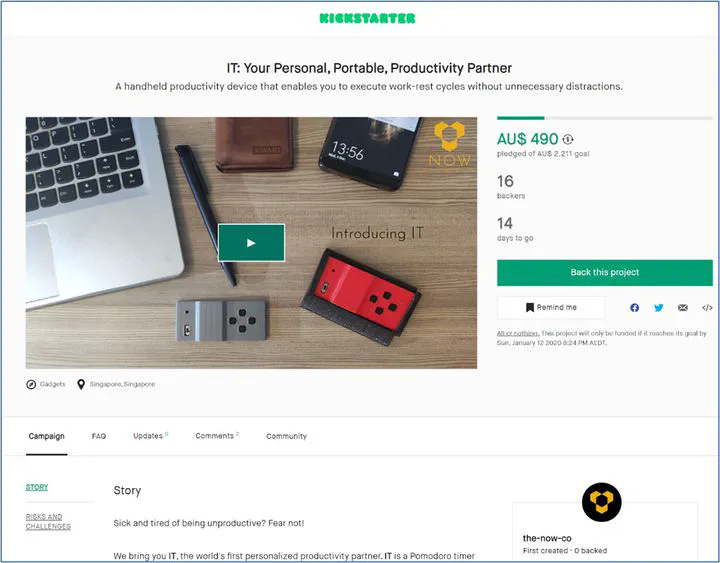 KICKSTARTER
IT: Your Personal, Portable, Productivity Partner
A handheld productivity device that enables you to execute work-rest cycles without unnecessary distractions.
13:56
NOW
Introducing IT
AU$ 490
pledged of AU$ 2,211 goal
16
backers
14
days to go
Back this project
Remind me
All or nothing. This project will only be funded if it reaches its goal by
Sun, January 12 2020 8:24 PM AEDT.
Gadgets
Singapore, Singapore
Campaign
FAQ
Updates 0
Comments 2
Community
STORY
RISKS AND
CHALLENGES
Story
Sick and tired of being unproductive? Fear not!
We bring you IT, the world's first personalized productivity partner. IT is a Pomodoro timer
the-now-co
First created · 0 backed